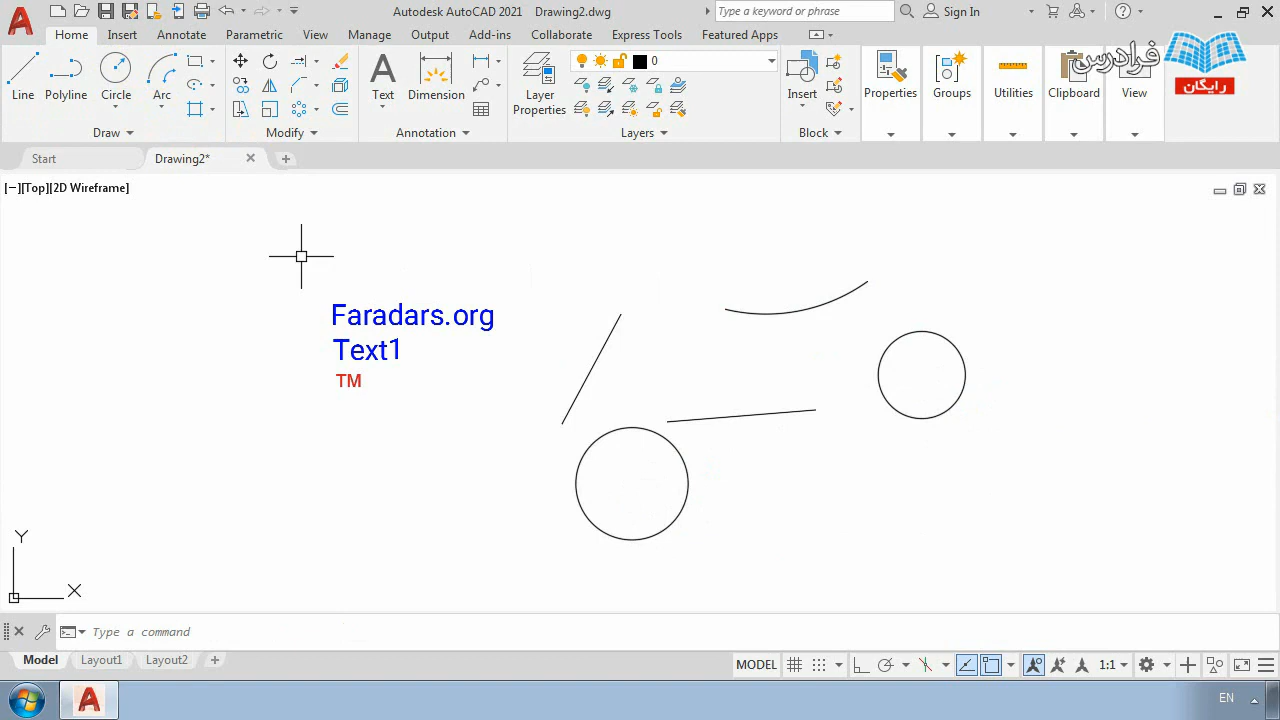 Autodesk AutoCAD 2021 Drawing2.dwg
Type a keyword or phrase
Sign In
Home Insert Annotate Parametric View Manage Output Add-ins Collaborate Express Tools Featured Apps
فرادرس
رایگان
Line Polyline Circle Arc
Text Dimension
Layer Properties
0
Insert
Properties Groups Utilities Clipboard View
Draw Modify Annotation Layers Block
Start Drawing2*
[−][Top][2D Wireframe]
Faradars.org
Text1
TM
Y
X
Type a command
Model Layout1 Layout2
MODEL 1:1
EN